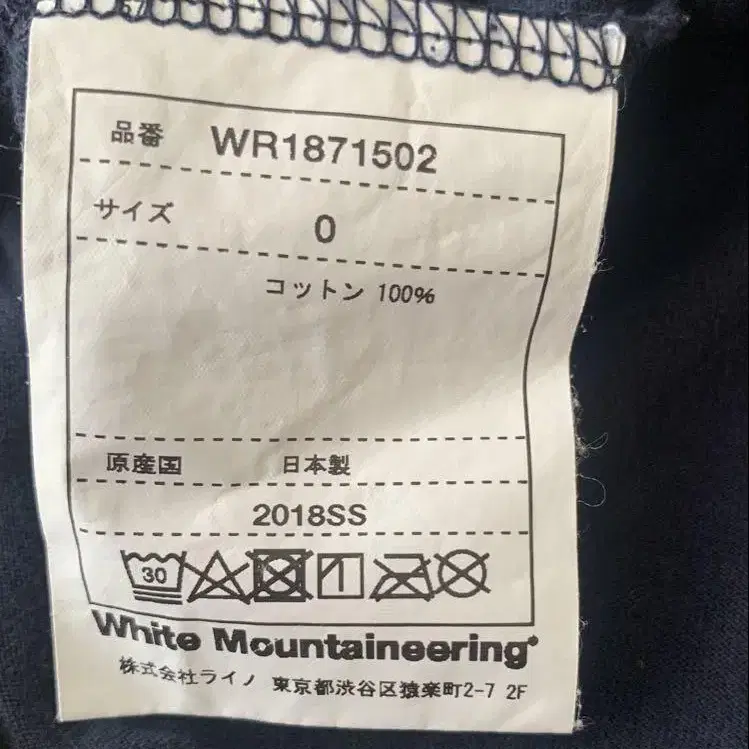 品番 WR1871502
サイズ 0
コットン 100%
原産国 日本製
2018SS
30
White Mountaineering
株式会社ライノ 東京都渋谷区猿楽町2-7 2F